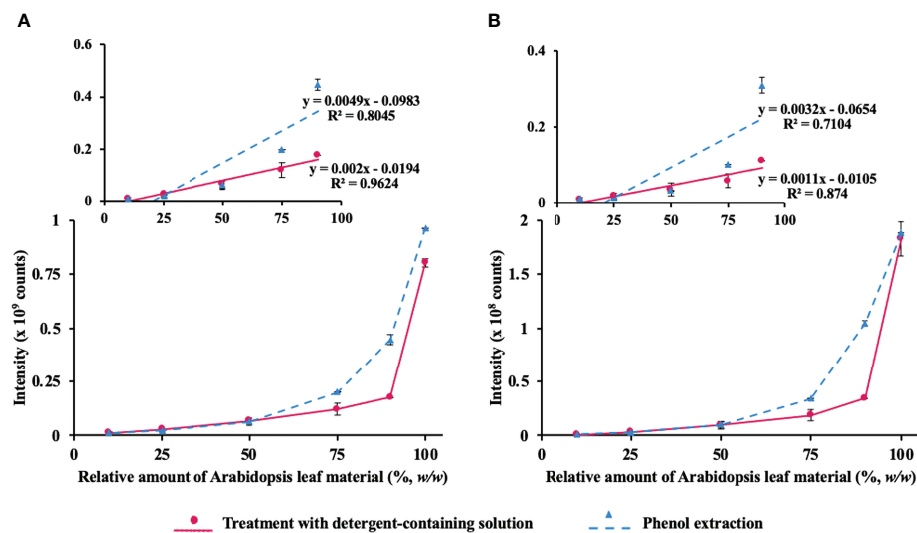 A
B
0.6
0.4
0.2
0
0 25 50 75 100
y = 0.0049x - 0.0983
R² = 0.8045
y = 0.002x - 0.0194
R² = 0.9624
0.4
0.2
0
0 25 50 75 100
y = 0.0032x - 0.0654
R² = 0.7104
y = 0.0011x - 0.0105
R² = 0.874
Intensity (x 10⁹ counts)
1
0.75
0.5
0.25
0
0 25 50 75 100
Relative amount of Arabidopsis leaf material (%, w/w)
Intensity (x 10⁸ counts)
2
1.5
1
0.5
0
0 25 50 75 100
Relative amount of Arabidopsis leaf material (%, w/w)
Treatment with detergent-containing solution
Phenol extraction